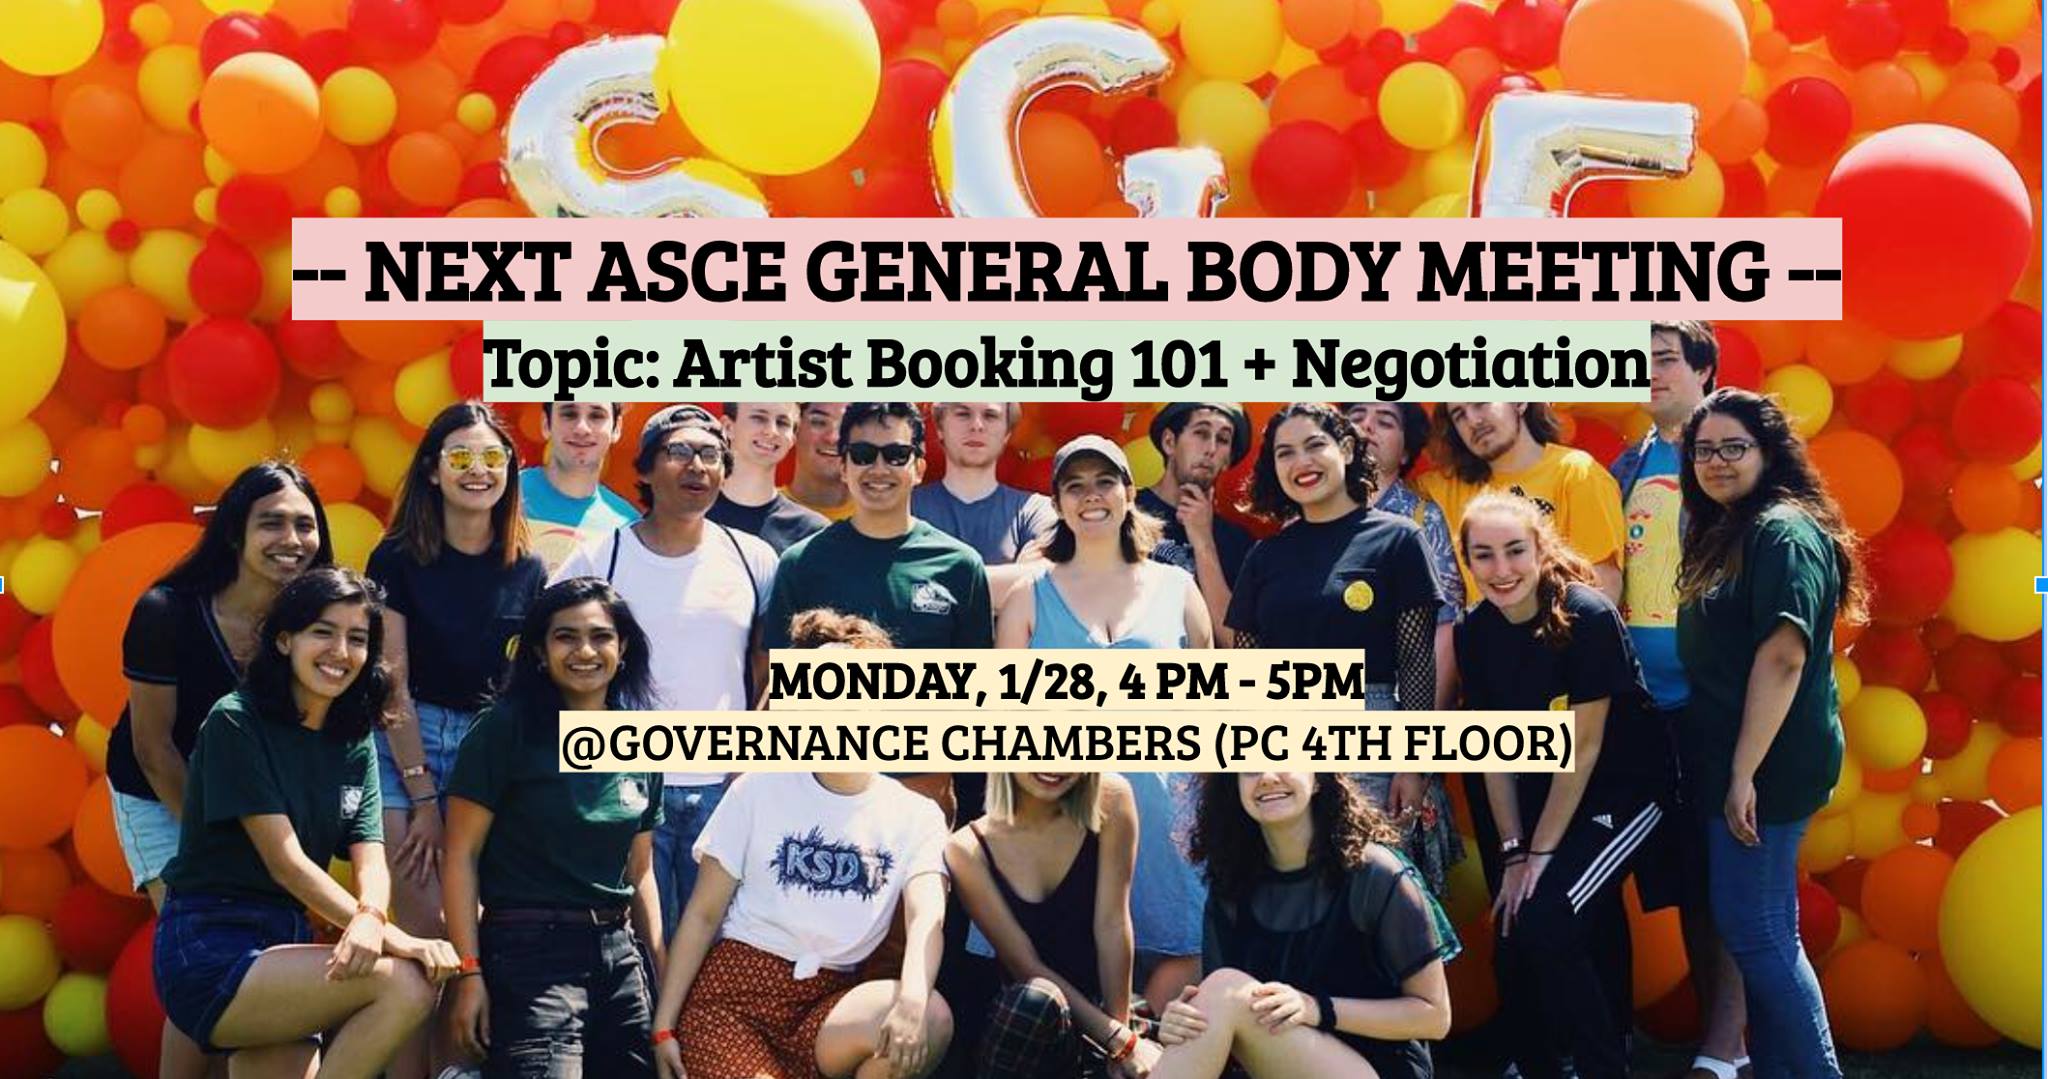 S G F
-- NEXT ASCE GENERAL BODY MEETING --
Topic: Artist Booking 101 + Negotiation
MONDAY, 1/28, 4 PM - 5PM
@GOVERNANCE CHAMBERS (PC 4TH FLOOR)
KSDT